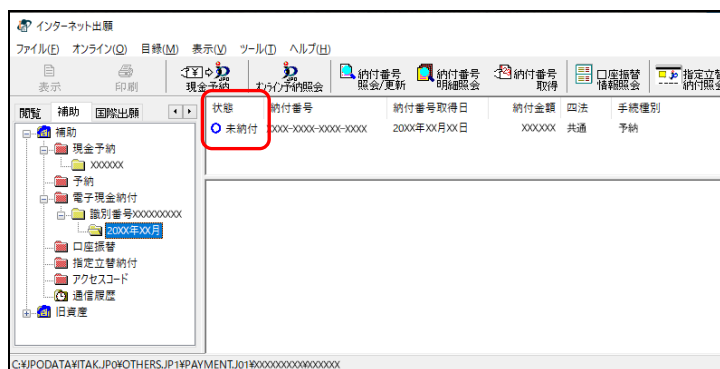 インターネット出願
ファイル(F) オンライン(O) 目録(M) 表示(V) ツール(T) ヘルプ(H)
表示 印刷 現金予納 オンライン予納照会 納付番号照会/更新 納付番号明細照会 納付番号取得 口座振替情報照会 指定立替納付照会
閲覧 補助 国際出願
状態 納付番号 納付番号取得日 納付金額 四法 手続種別
未納付 XXXX-XXXX-XXXX-XXXX 20XX年XX月XX日 XXXXXX 共通 予納
補助
現金予納
XXXXXX
予納
電子現金納付
識別番号XXXXXXXXX
20XX年XX月
口座振替
指定立替納付
アクセスコード
通信履歴
旧資産
C:¥JPODATA¥ITAK.JP0¥OTHERS.JP1¥PAYMENT.J01¥XXXXXXXXX¥XXXXXX